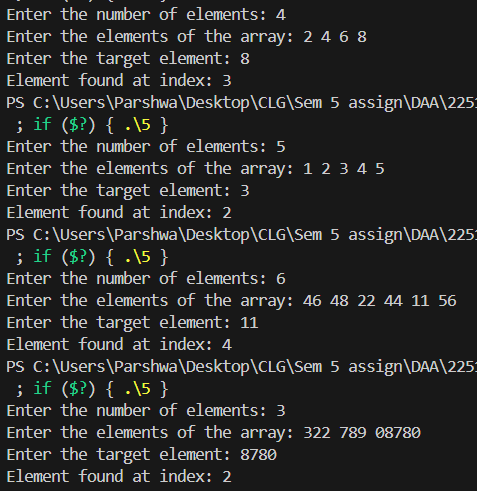 Enter the number of elements: 4
Enter the elements of the array: 2 4 6 8
Enter the target element: 8
Element found at index: 3
PS C:\Users\Parshwa\Desktop\CLG\Sem 5 assign\DAA\2251
 ; if ($?) { .\5 }
Enter the number of elements: 5
Enter the elements of the array: 1 2 3 4 5
Enter the target element: 3
Element found at index: 2
PS C:\Users\Parshwa\Desktop\CLG\Sem 5 assign\DAA\2251
 ; if ($?) { .\5 }
Enter the number of elements: 6
Enter the elements of the array: 46 48 22 44 11 56
Enter the target element: 11
Element found at index: 4
PS C:\Users\Parshwa\Desktop\CLG\Sem 5 assign\DAA\2251
 ; if ($?) { .\5 }
Enter the number of elements: 3
Enter the elements of the array: 322 789 08780
Enter the target element: 8780
Element found at index: 2